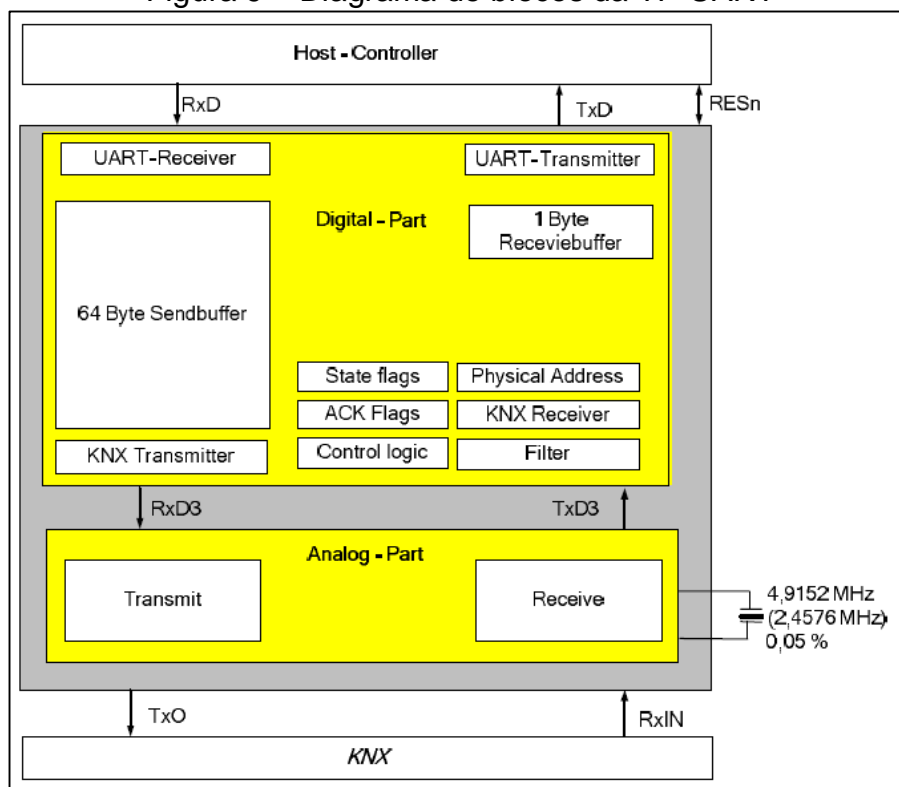 Host - Controller
RxD
TxD
RESn
UART-Receiver
UART-Transmitter
Digital - Part
1 Byte
Receviebuffer
64 Byte Sendbuffer
State flags
Physical Address
ACK Flags
KNX Receiver
KNX Transmitter
Control logic
Filter
RxD3
TxD3
Analog - Part
Transmit
Receive
4,9152 MHz
(2,4576 MHz)
0,05 %
TxO
RxIN
KNX